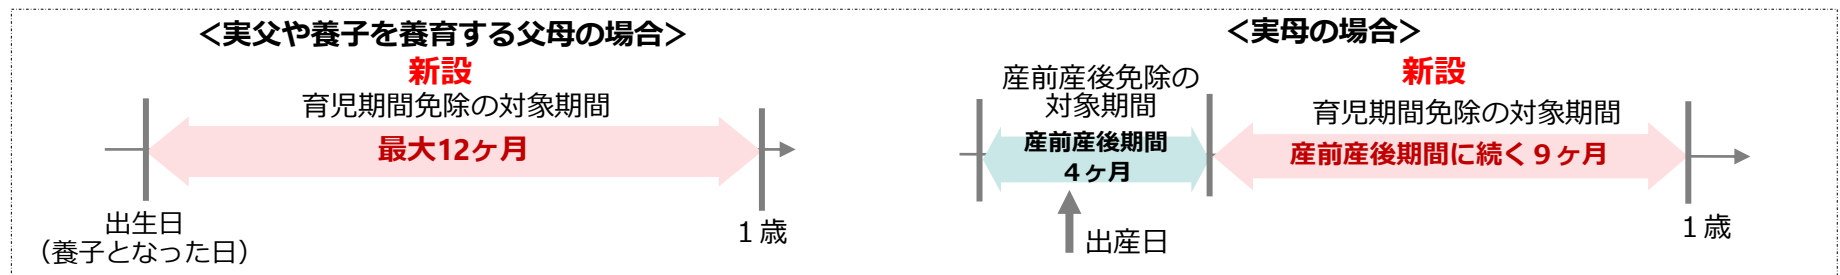 ＜実父や養子を養育する父母の場合＞
新設
育児期間免除の対象期間
最大12ヶ月
出生日
（養子となった日）
１歳
＜実母の場合＞
産前産後免除の
対象期間
産前産後期間
４ヶ月
出産日
新設
育児期間免除の対象期間
産前産後期間に続く９ヶ月
１歳